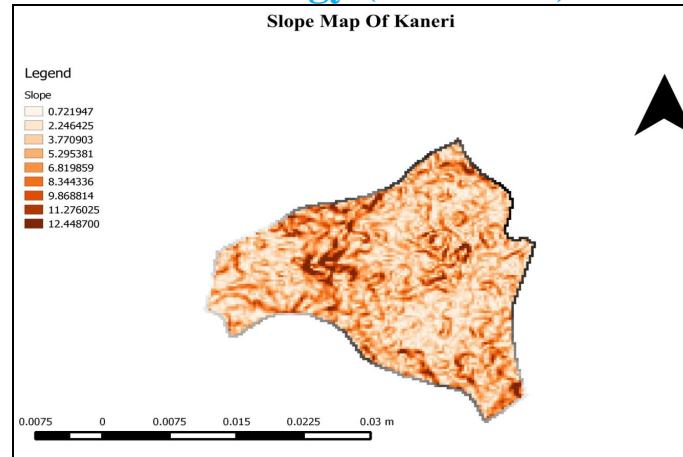 Slope Map Of Kaneri
Legend
Slope
0.721947
2.246425
3.770903
5.295381
6.819859
8.344336
9.868814
11.276025
12.448700
0.0075 0 0.0075 0.015 0.0225 0.03 m